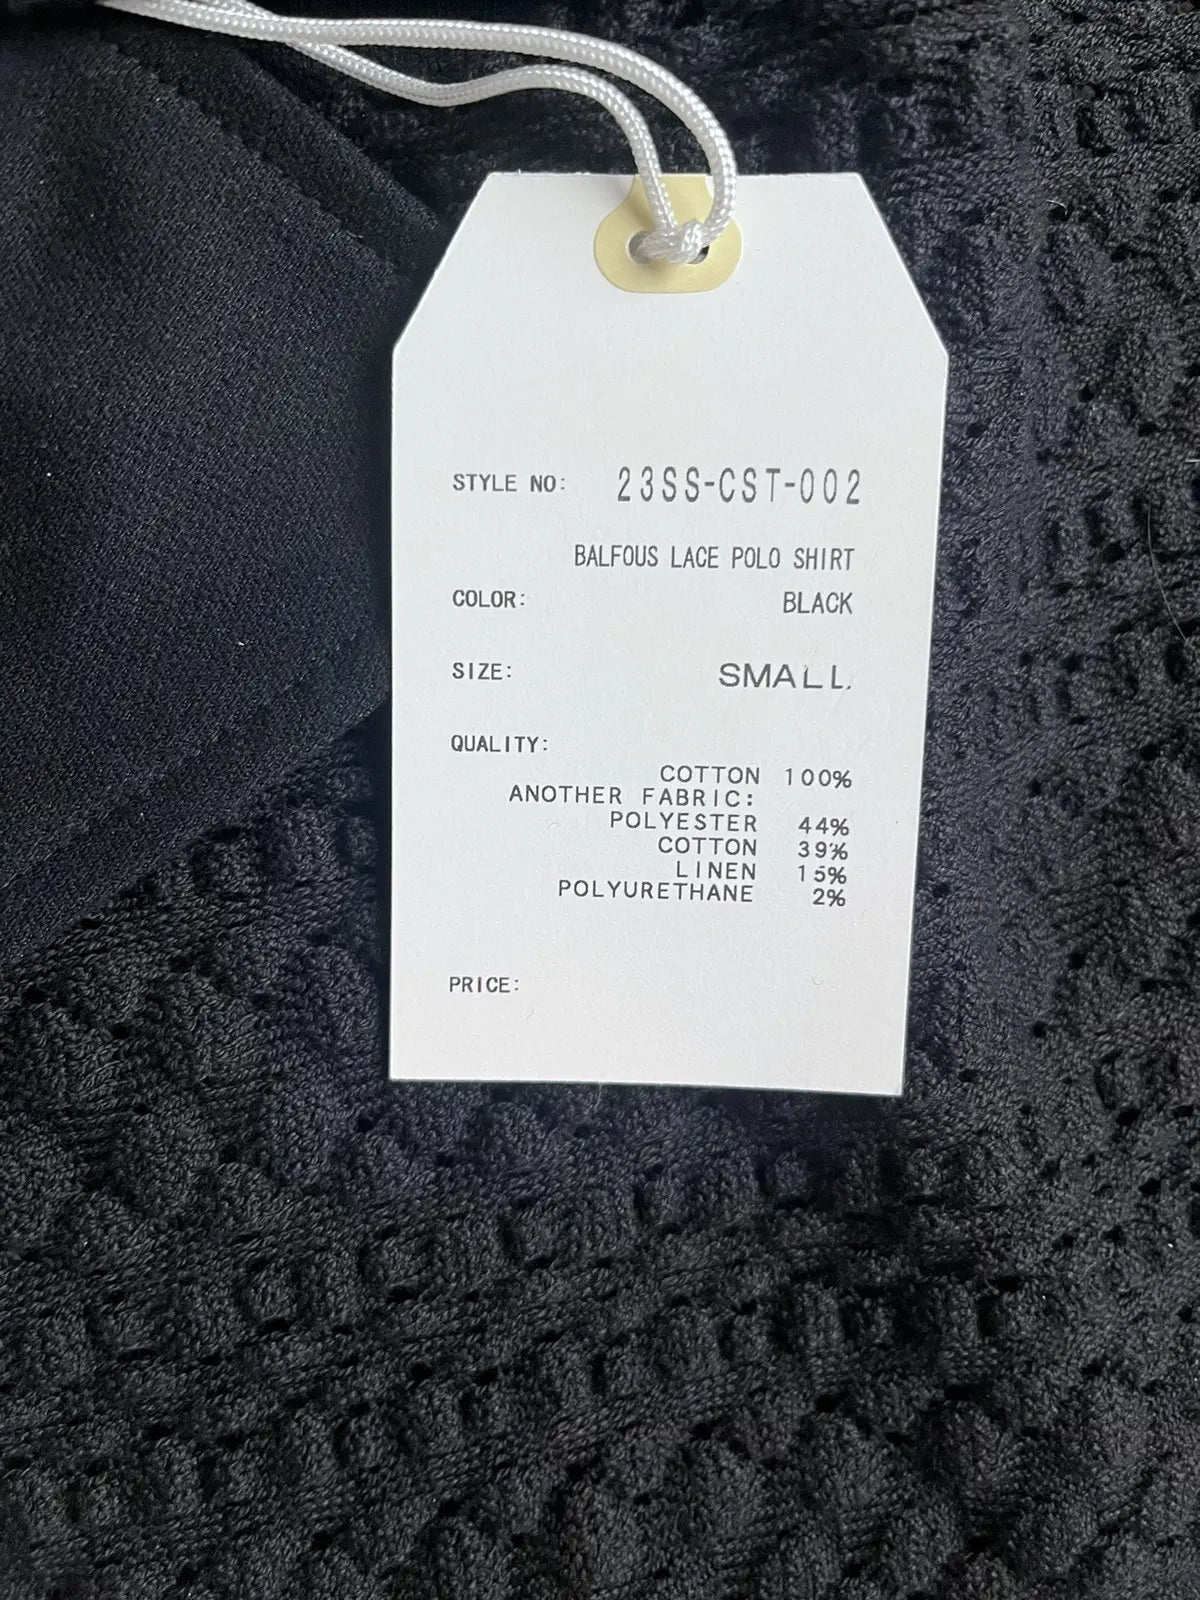 STYLE NO: 23SS-CST-002
BALFOUS LACE POLO SHIRT
COLOR: BLACK
SIZE: SMALL
QUALITY:
COTTON 100%
ANOTHER FABRIC:
POLYESTER 44%
COTTON 39%
LINEN 15%
POLYURETHANE 2%
PRICE: